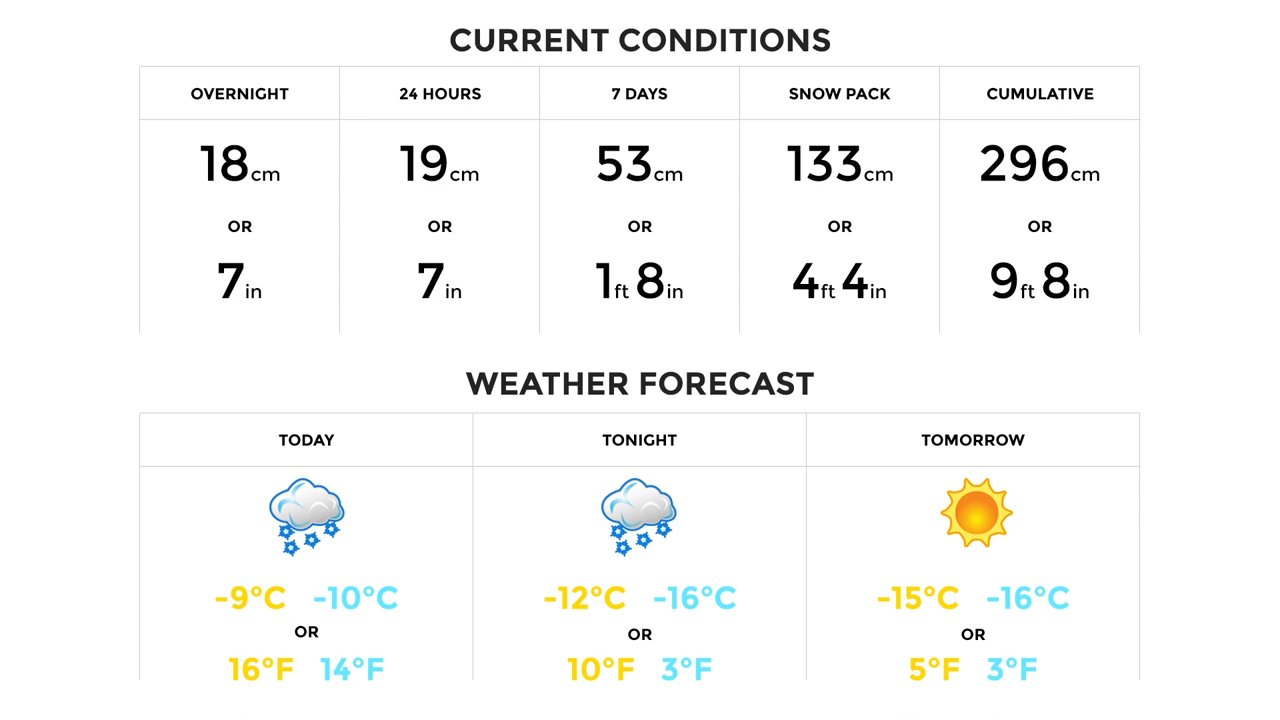 CURRENT CONDITIONS
OVERNIGHT 24 HOURS 7 DAYS SNOW PACK CUMULATIVE
18cm 19cm 53cm 133cm 296cm
OR OR OR OR OR
7in 7in 1ft 8in 4ft 4in 9ft 8in
WEATHER FORECAST
TODAY TONIGHT TOMORROW
-9°C -10°C -12°C -16°C -15°C -16°C
OR OR OR
16°F 14°F 10°F 3°F 5°F 3°F